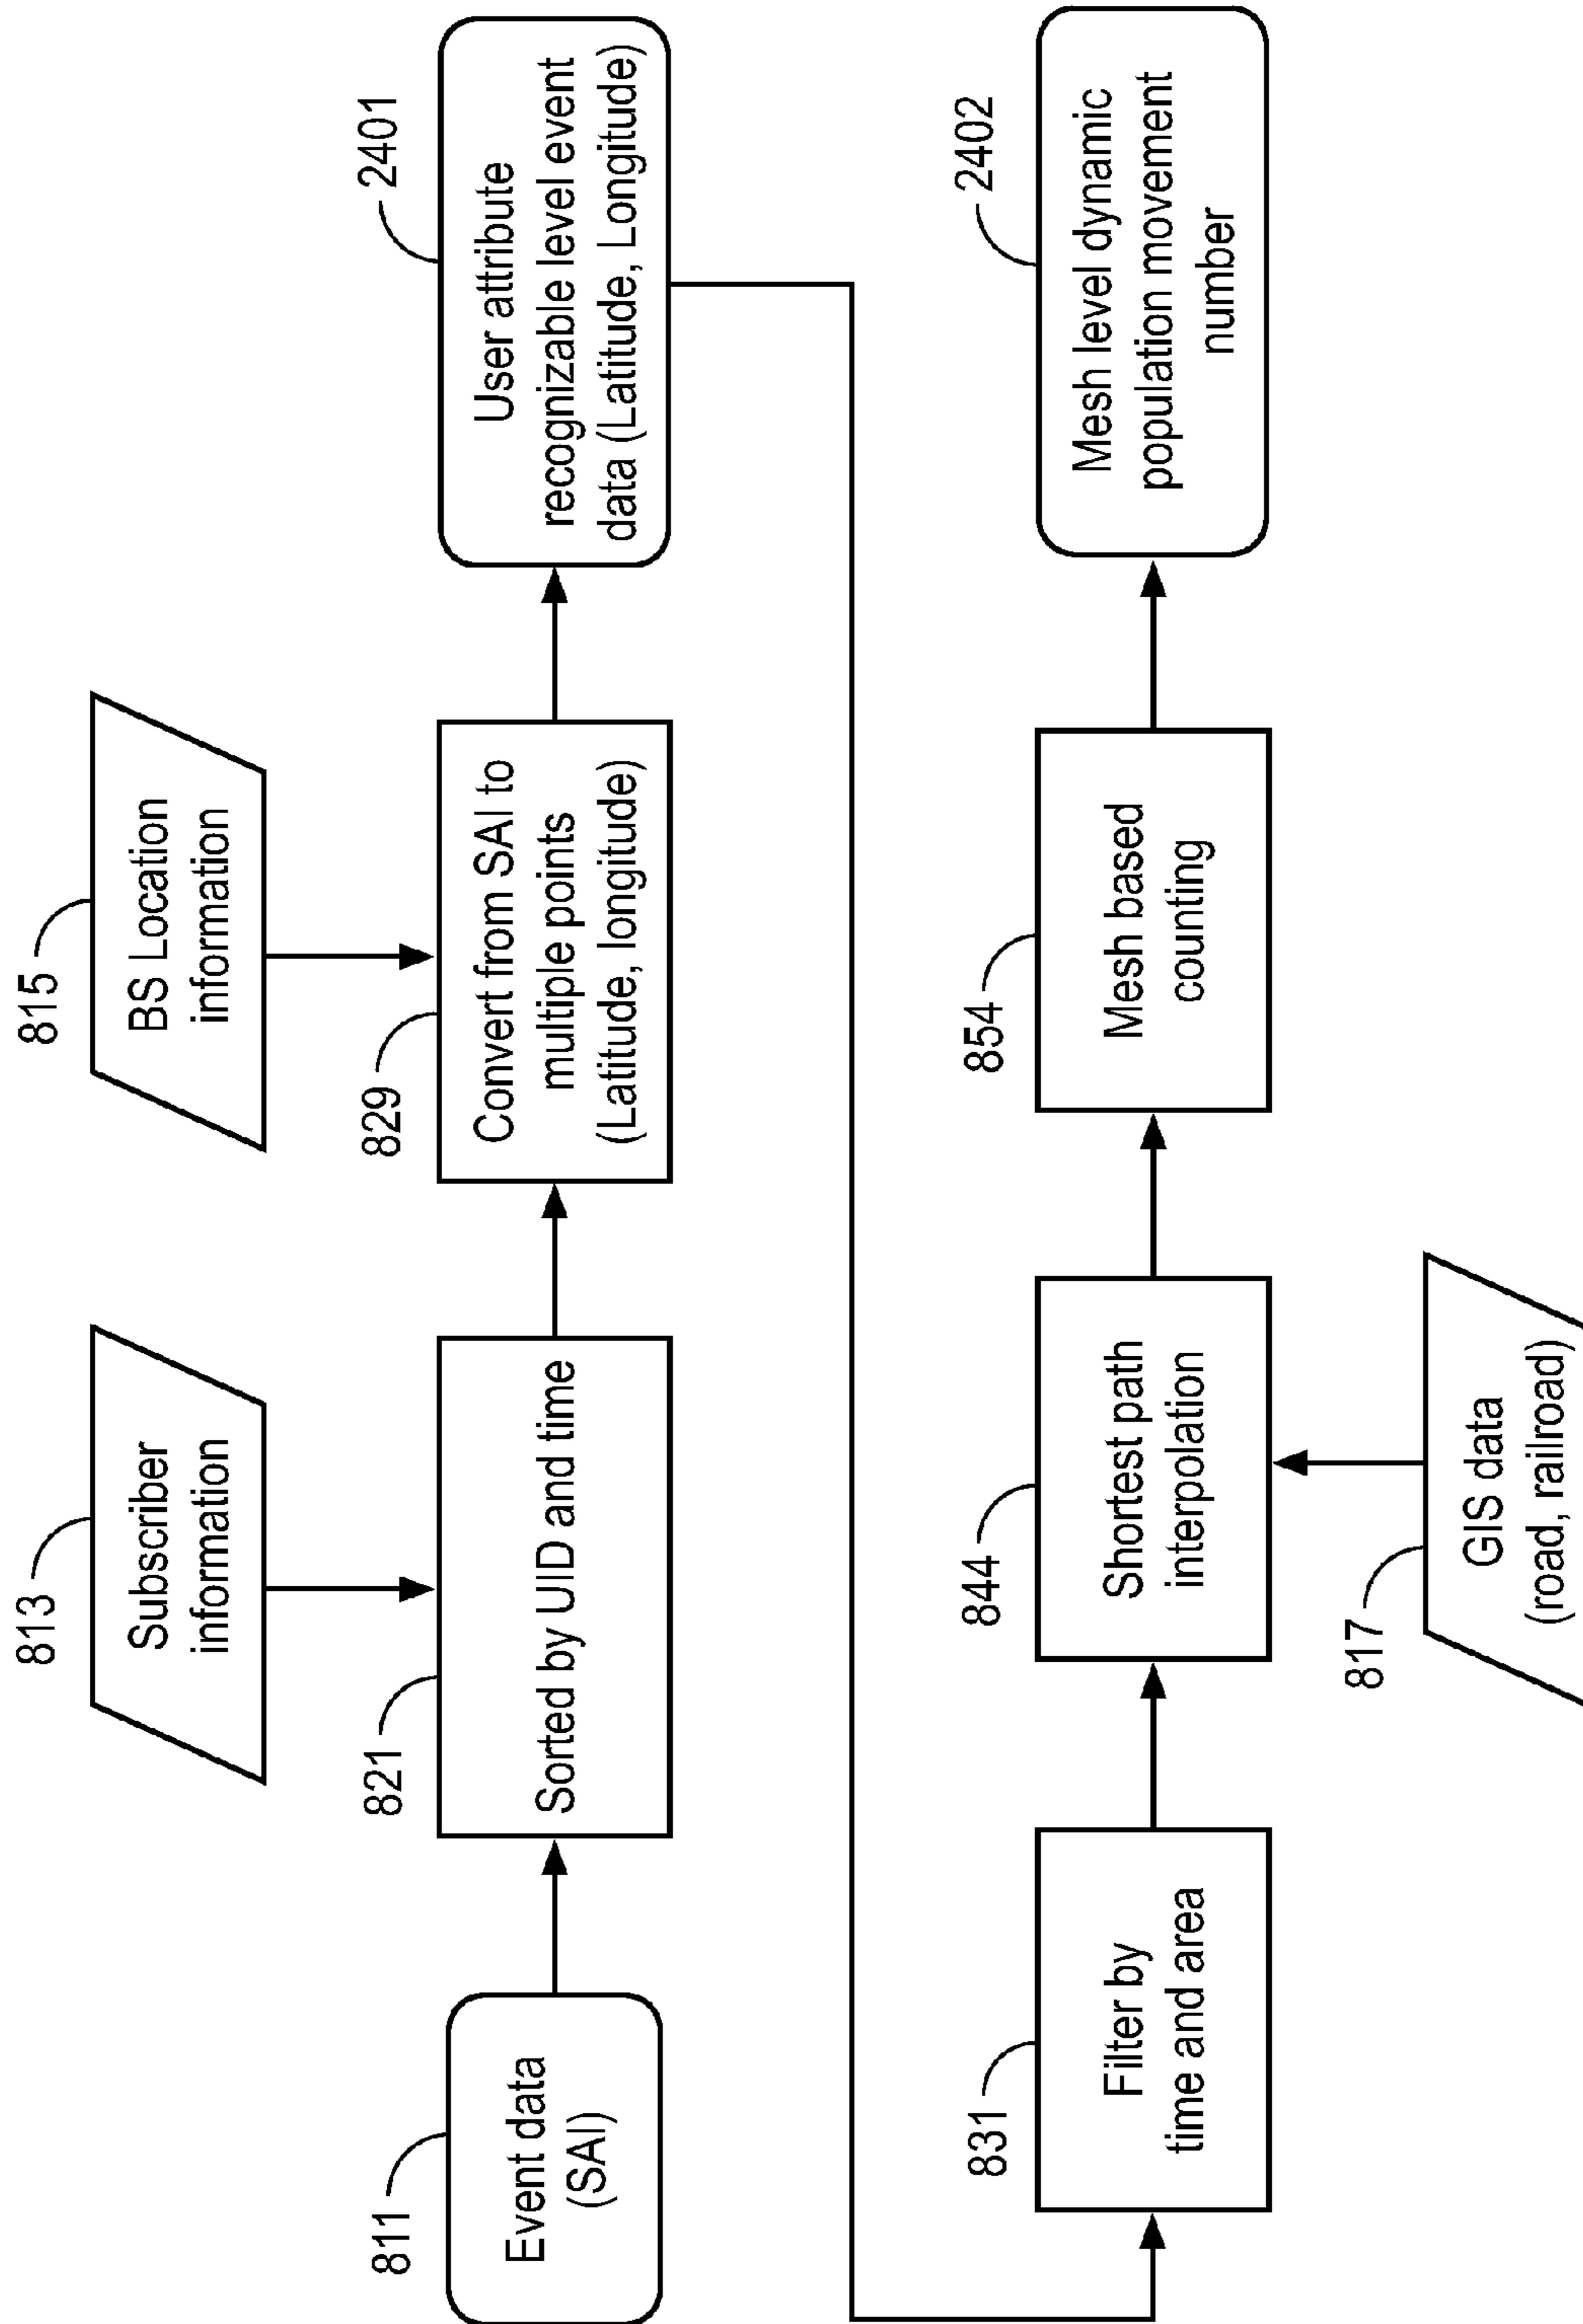 813
Subscriber
information
815
BS Location
information
811
Event data
(SAI)
821
Sorted by UID and time
829
Convert from SAI to
multiple points
(Latitude, longitude)
2401
User attribute
recognizable level event
data (Latitude, Longitude)
831
Filter by
time and area
844
Shortest path
interpolation
854
Mesh based
counting
2402
Mesh level dynamic
population movement
number
817
GIS data
(road, railroad)